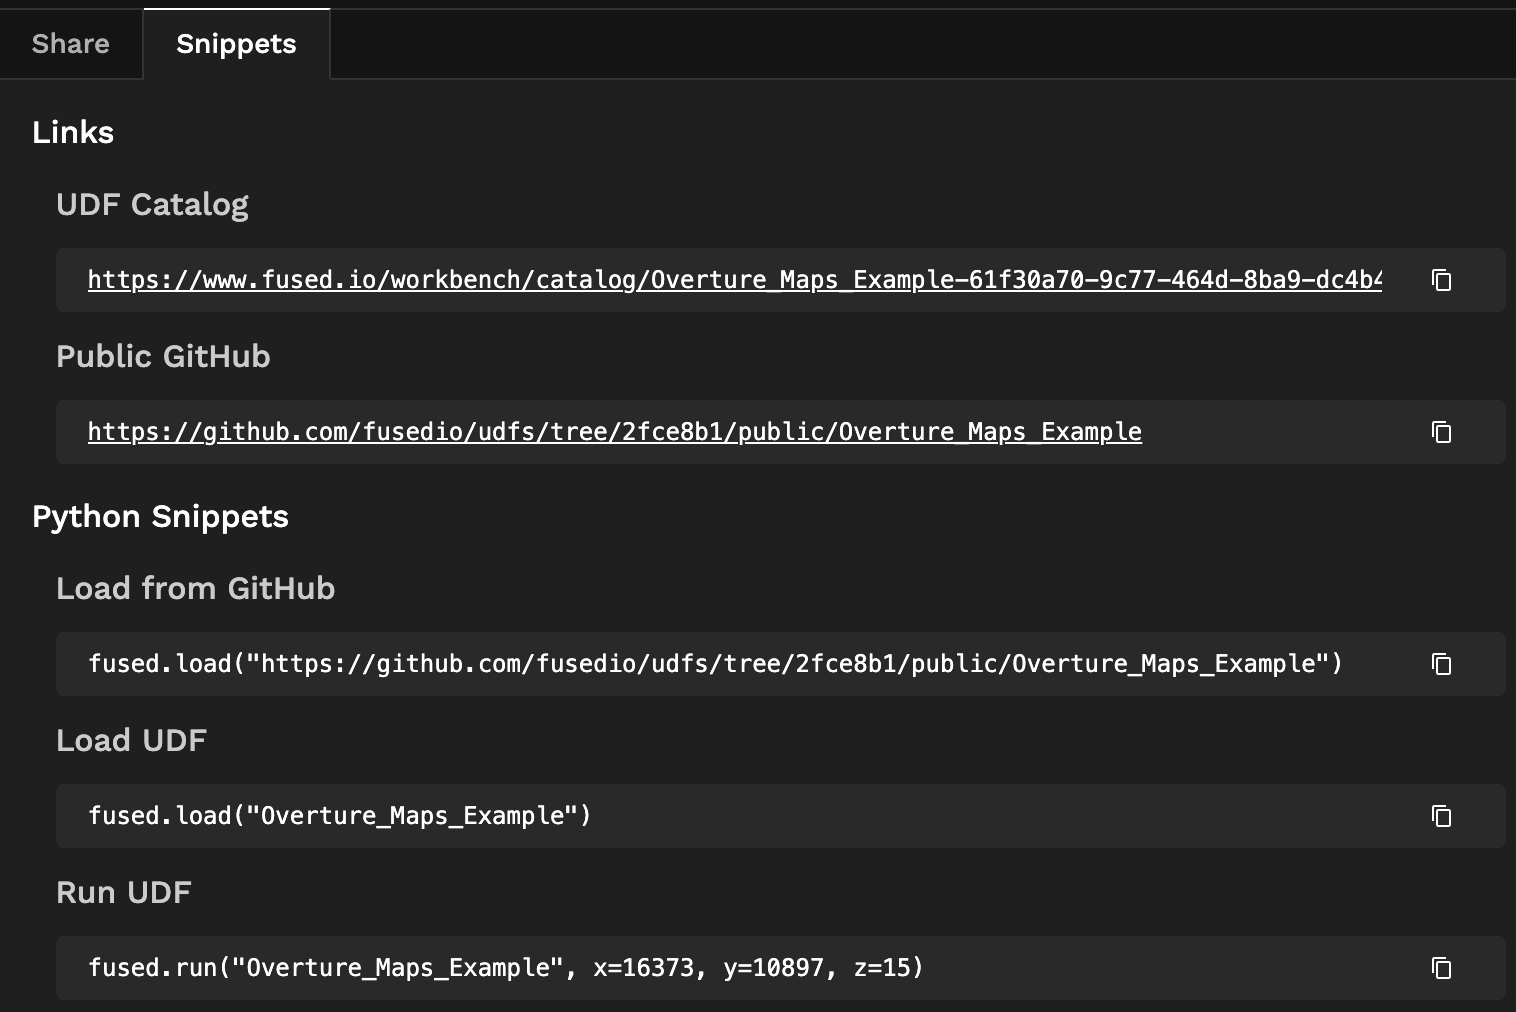 Share
Snippets
Links
UDF Catalog
https://www.fused.io/workbench/catalog/Overture_Maps_Example-61f30a70-9c77-464d-8ba9-dc4b4
Public GitHub
https://github.com/fusedio/udfs/tree/2fce8b1/public/Overture_Maps_Example
Python Snippets
Load from GitHub
fused.load("https://github.com/fusedio/udfs/tree/2fce8b1/public/Overture_Maps_Example")
Load UDF
fused.load("Overture_Maps_Example")
Run UDF
fused.run("Overture_Maps_Example", x=16373, y=10897, z=15)